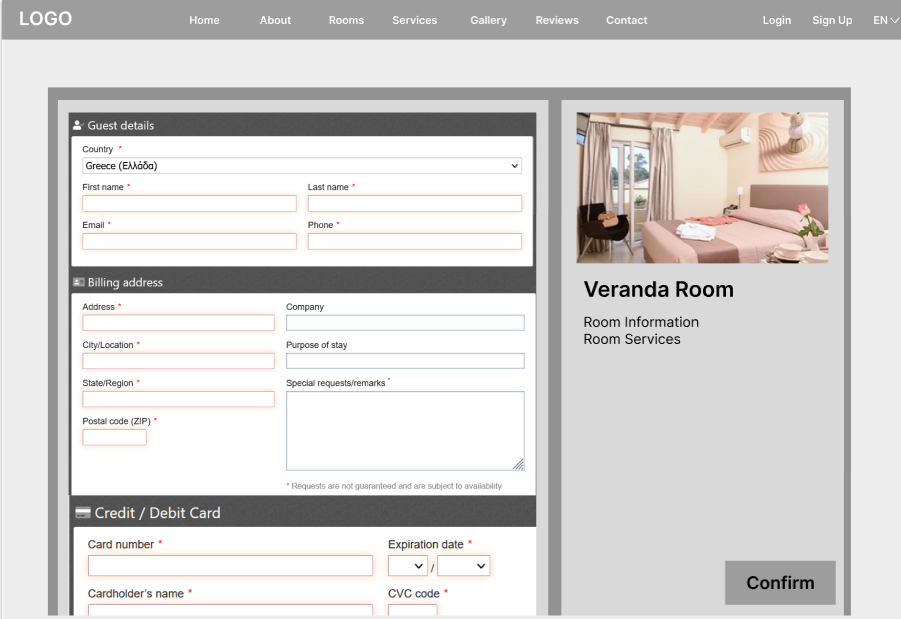 LOGO Home About Rooms Services Gallery Reviews Contact Login Sign Up EN
Guest details
Country *
Greece (Ελλάδα)
First name * Last name *
Email * Phone *
Billing address
Address * Company
City/Location * Purpose of stay
State/Region * Special requests/remarks *
Postal code (ZIP) *
* Requests are not guaranteed and are subject to availability
Credit / Debit Card
Card number * Expiration date *
/
Cardholder's name * CVC code *
Veranda Room
Room Information
Room Services
Confirm